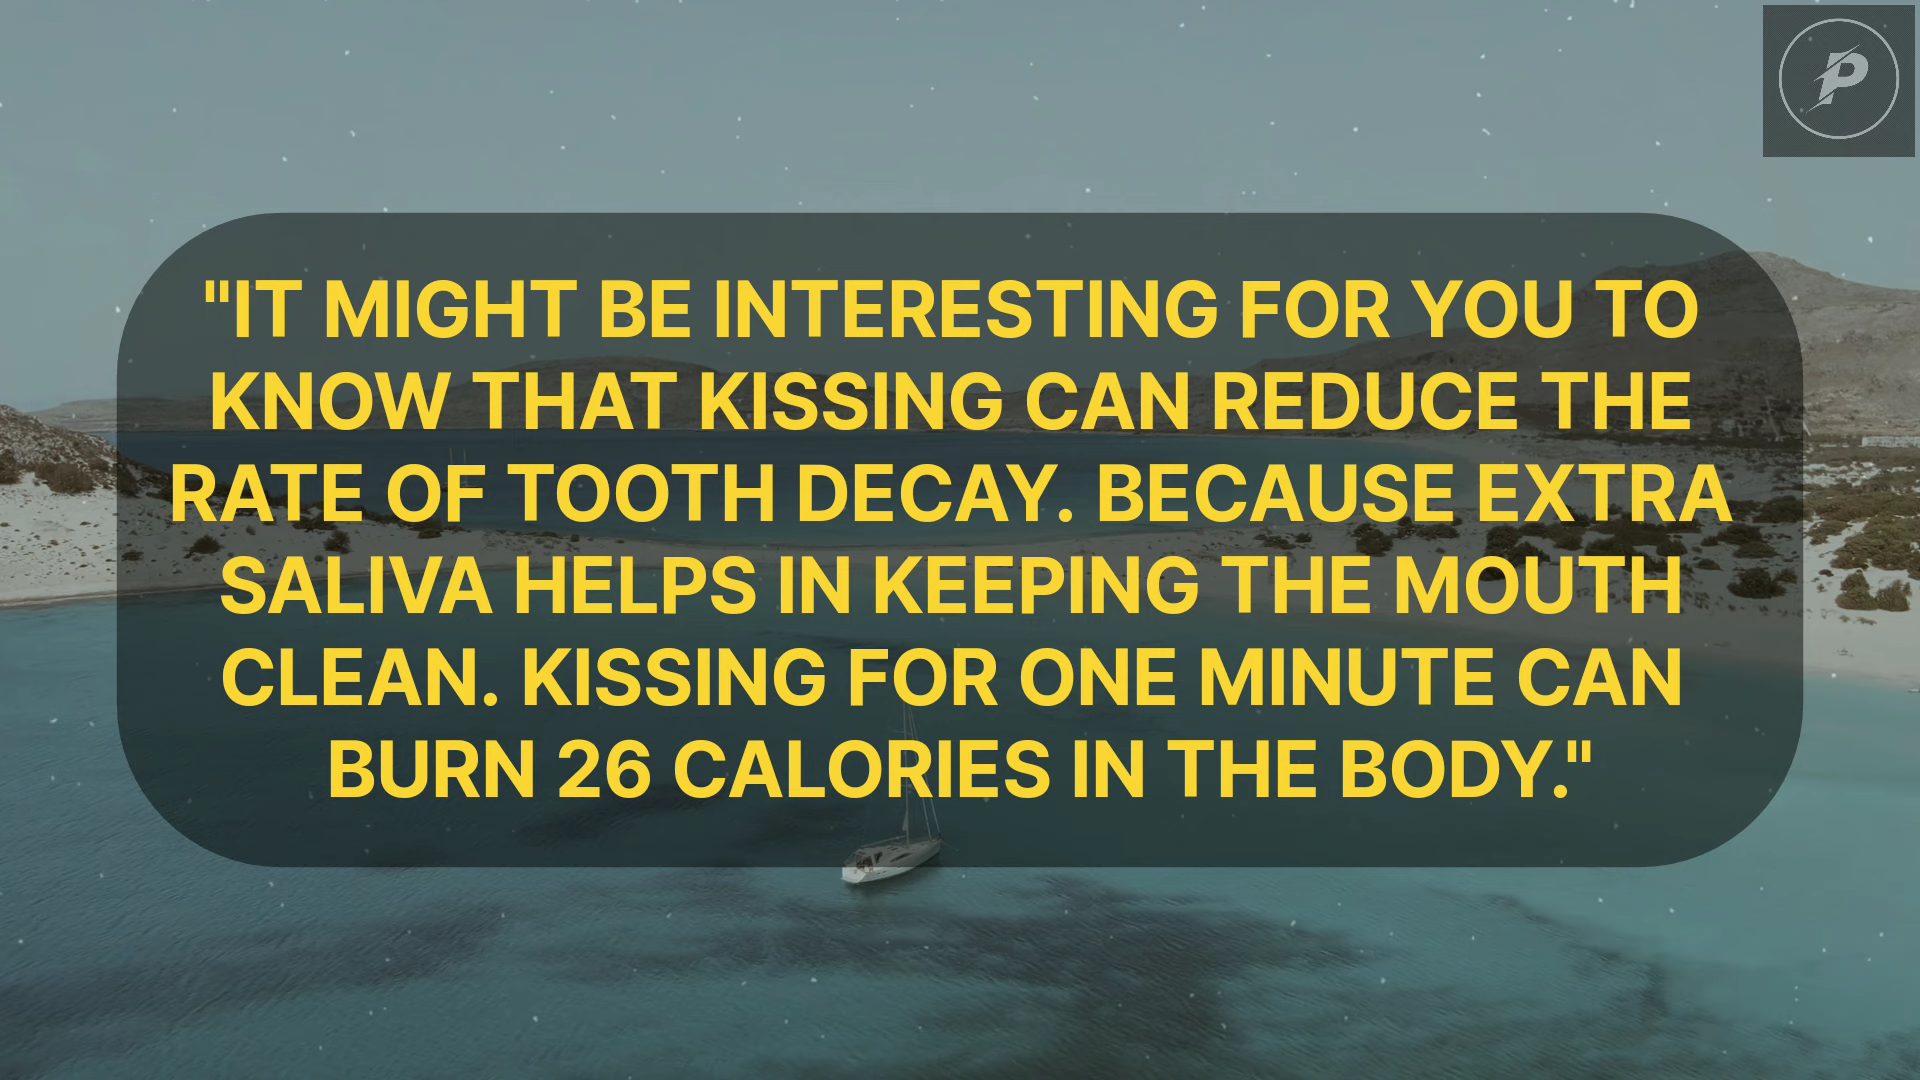 "IT MIGHT BE INTERESTING FOR YOU TO
KNOW THAT KISSING CAN REDUCE THE
RATE OF TOOTH DECAY. BECAUSE EXTRA
SALIVA HELPS IN KEEPING THE MOUTH
CLEAN. KISSING FOR ONE MINUTE CAN
BURN 26 CALORIES IN THE BODY."
P